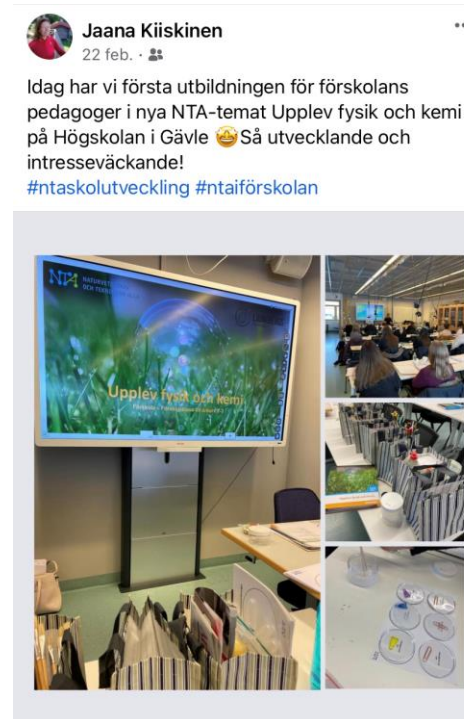 Jaana Kiiskinen
22 feb.
Idag har vi första utbildningen för förskolans
pedagoger i nya NTA-temat Upplev fysik och kemi
på Högskolan i Gävle 🤩Så utvecklande och
intresseväckande!
#ntaskolutveckling #ntaiförskolan
NTA
Upplev fysik och kemi